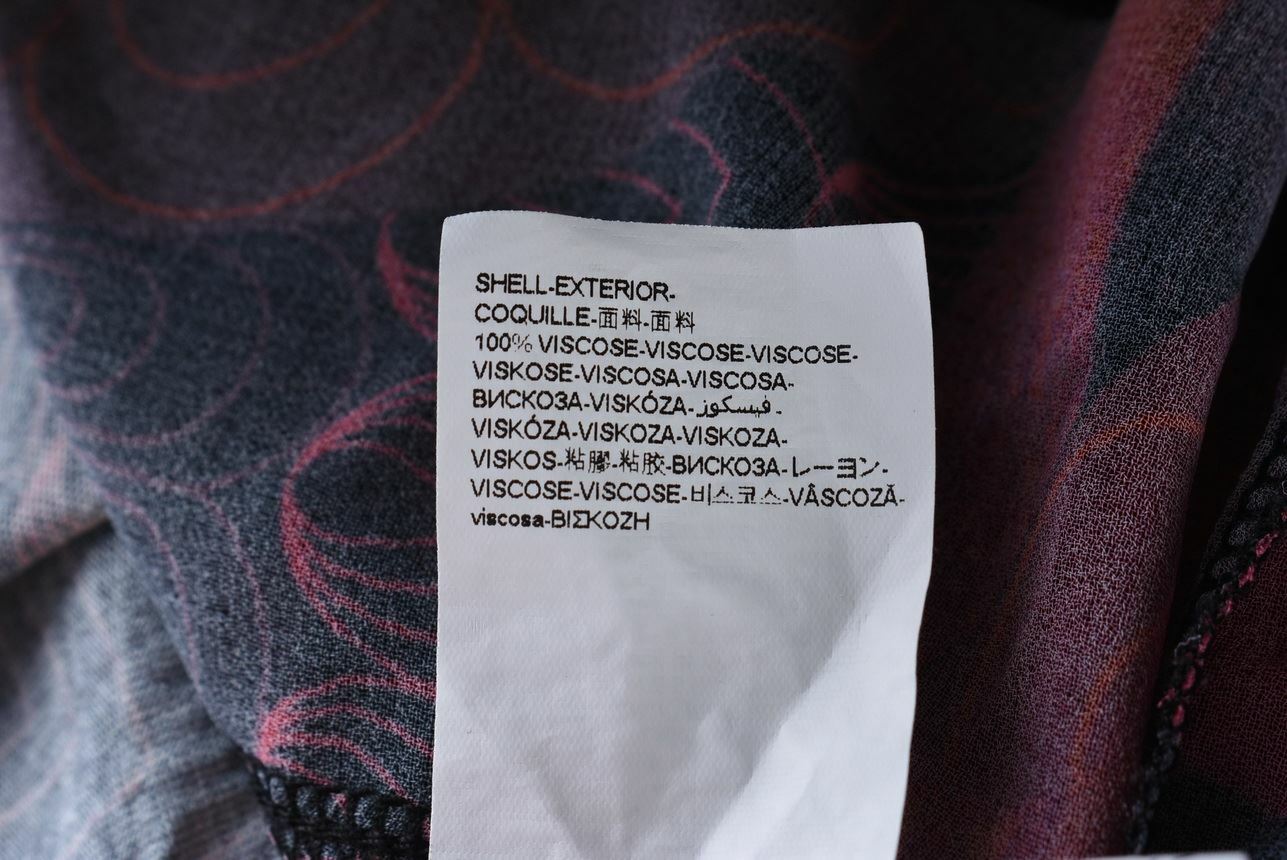 SHELL-EXTERIOR-
COQUILLE-面料-面料
100% VISCOSE-VISCOSE-VISCOSE-
VISKOSE-VISCOSA-VISCOSA-
ВИСКОЗА-VISKÓZA-فيسكوز-
VISKÓZA-VISKOZA-VISKOZA-
VISKOS-粘膠-粘胶-ВИСКОЗА-レーヨン-
VISCOSE-VISCOSE-비스코스-VÂSCOZĂ-
viscosa-ΒΙΣΚΟΖΗ